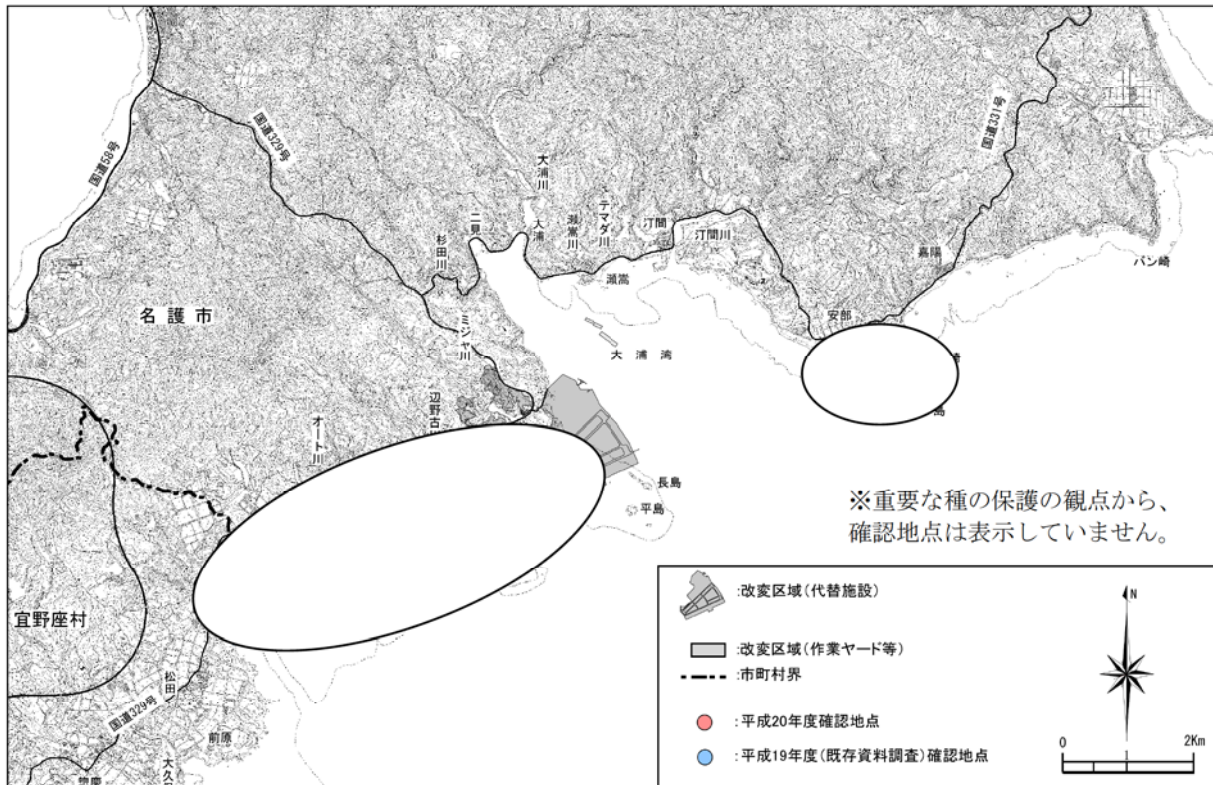 国道58号
国道329号
国道331号
大浦川
大浦
二見
杉田川
瀬嵩川
テマダ川
汀間
汀間川
嘉陽
バン崎
瀬嵩
安部
名護市
ミジャ川
大浦湾
辺野古
オート川
長島
平島
島
※重要な種の保護の観点から、
確認地点は表示していません。
宜野座村
松田
国道329号
前原
:改変区域(代替施設)
:改変区域(作業ヤード等)
:市町村界
:平成20年度確認地点
:平成19年度(既存資料調査)確認地点
N
0
2Km